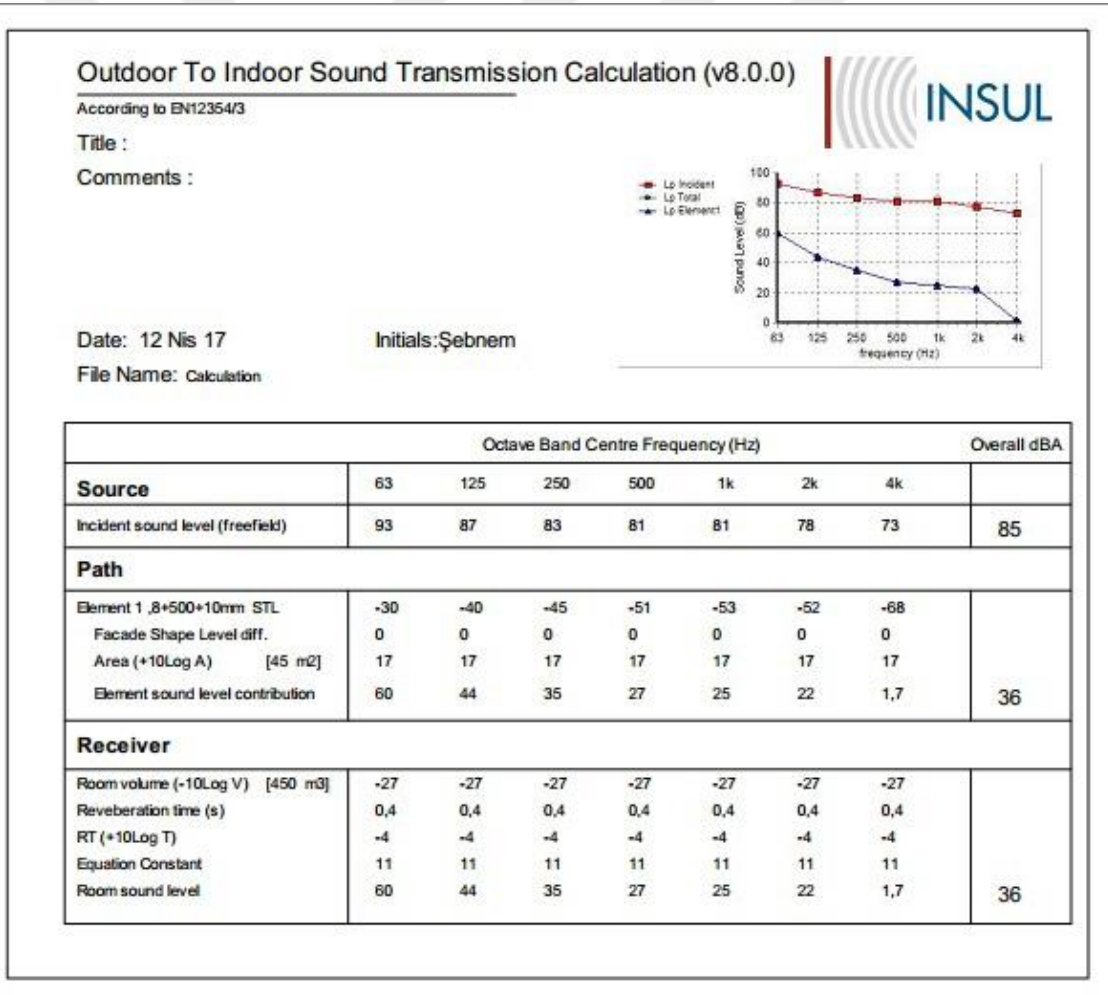 Outdoor To Indoor Sound Transmission Calculation (v8.0.0)
INSUL
According to EN12354/3
Title :
Comments :
Lp Incident
Lp Total
Lp Element1
Sound Level (dB)
100
80
60
40
20
0
63 125 250 500 1k 2k 4k
frequency (Hz)
Date: 12 Nis 17 Initials:Şebnem
File Name: Calculation
Octave Band Centre Frequency (Hz) Overall dBA
Source 63 125 250 500 1k 2k 4k
Incident sound level (freefield) 93 87 83 81 81 78 73 85
Path
Element 1 ,8+500+10mm STL -30 -40 -45 -51 -53 -52 -68
Facade Shape Level diff. 0 0 0 0 0 0 0
Area (+10Log A) [45 m2] 17 17 17 17 17 17 17
Element sound level contribution 60 44 35 27 25 22 1,7 36
Receiver
Room volume (-10Log V) [450 m3] -27 -27 -27 -27 -27 -27 -27
Reveberation time (s) 0,4 0,4 0,4 0,4 0,4 0,4 0,4
RT (+10Log T) -4 -4 -4 -4 -4 -4 -4
Equation Constant 11 11 11 11 11 11 11
Room sound level 60 44 35 27 25 22 1,7 36